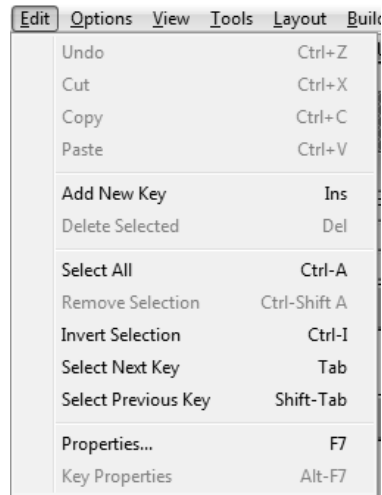 Edit Options View Tools Layout Build
Undo Ctrl+Z
Cut Ctrl+X
Copy Ctrl+C
Paste Ctrl+V
Add New Key Ins
Delete Selected Del
Select All Ctrl-A
Remove Selection Ctrl-Shift A
Invert Selection Ctrl-I
Select Next Key Tab
Select Previous Key Shift-Tab
Properties... F7
Key Properties Alt-F7